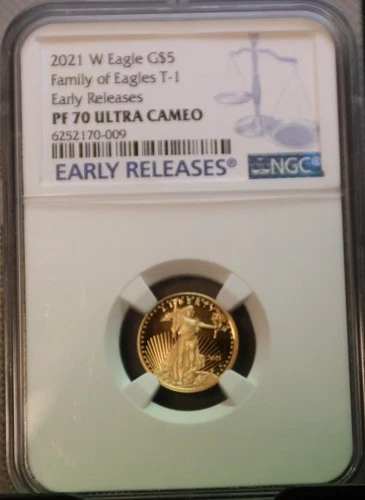 2021 W Eagle G$5
Family of Eagles T-1
Early Releases
PF 70 ULTRA CAMEO
6252170-009
EARLY RELEASES®
NGC
LIBERTY
2021